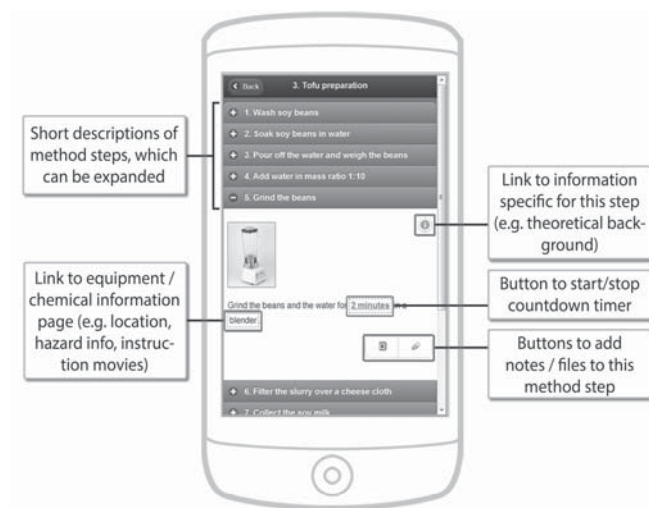 Back
3. Tofu preparation
1. Wash soy beans
2. Soak soy beans in water
3. Pour off the water and weigh the beans
4. Add water in mass ratio 1:10
5. Grind the beans
Grind the beans and the water for 2 minutes in a
blender.
6. Filter the slurry over a cheese cloth
7. Collect the soy milk
Short descriptions of
method steps, which
can be expanded
Link to equipment /
chemical information
page (e.g. location,
hazard info, instruc-
tion movies)
Link to information
specific for this step
(e.g. theoretical back-
ground)
Button to start/stop
countdown timer
Buttons to add
notes / files to this
method step